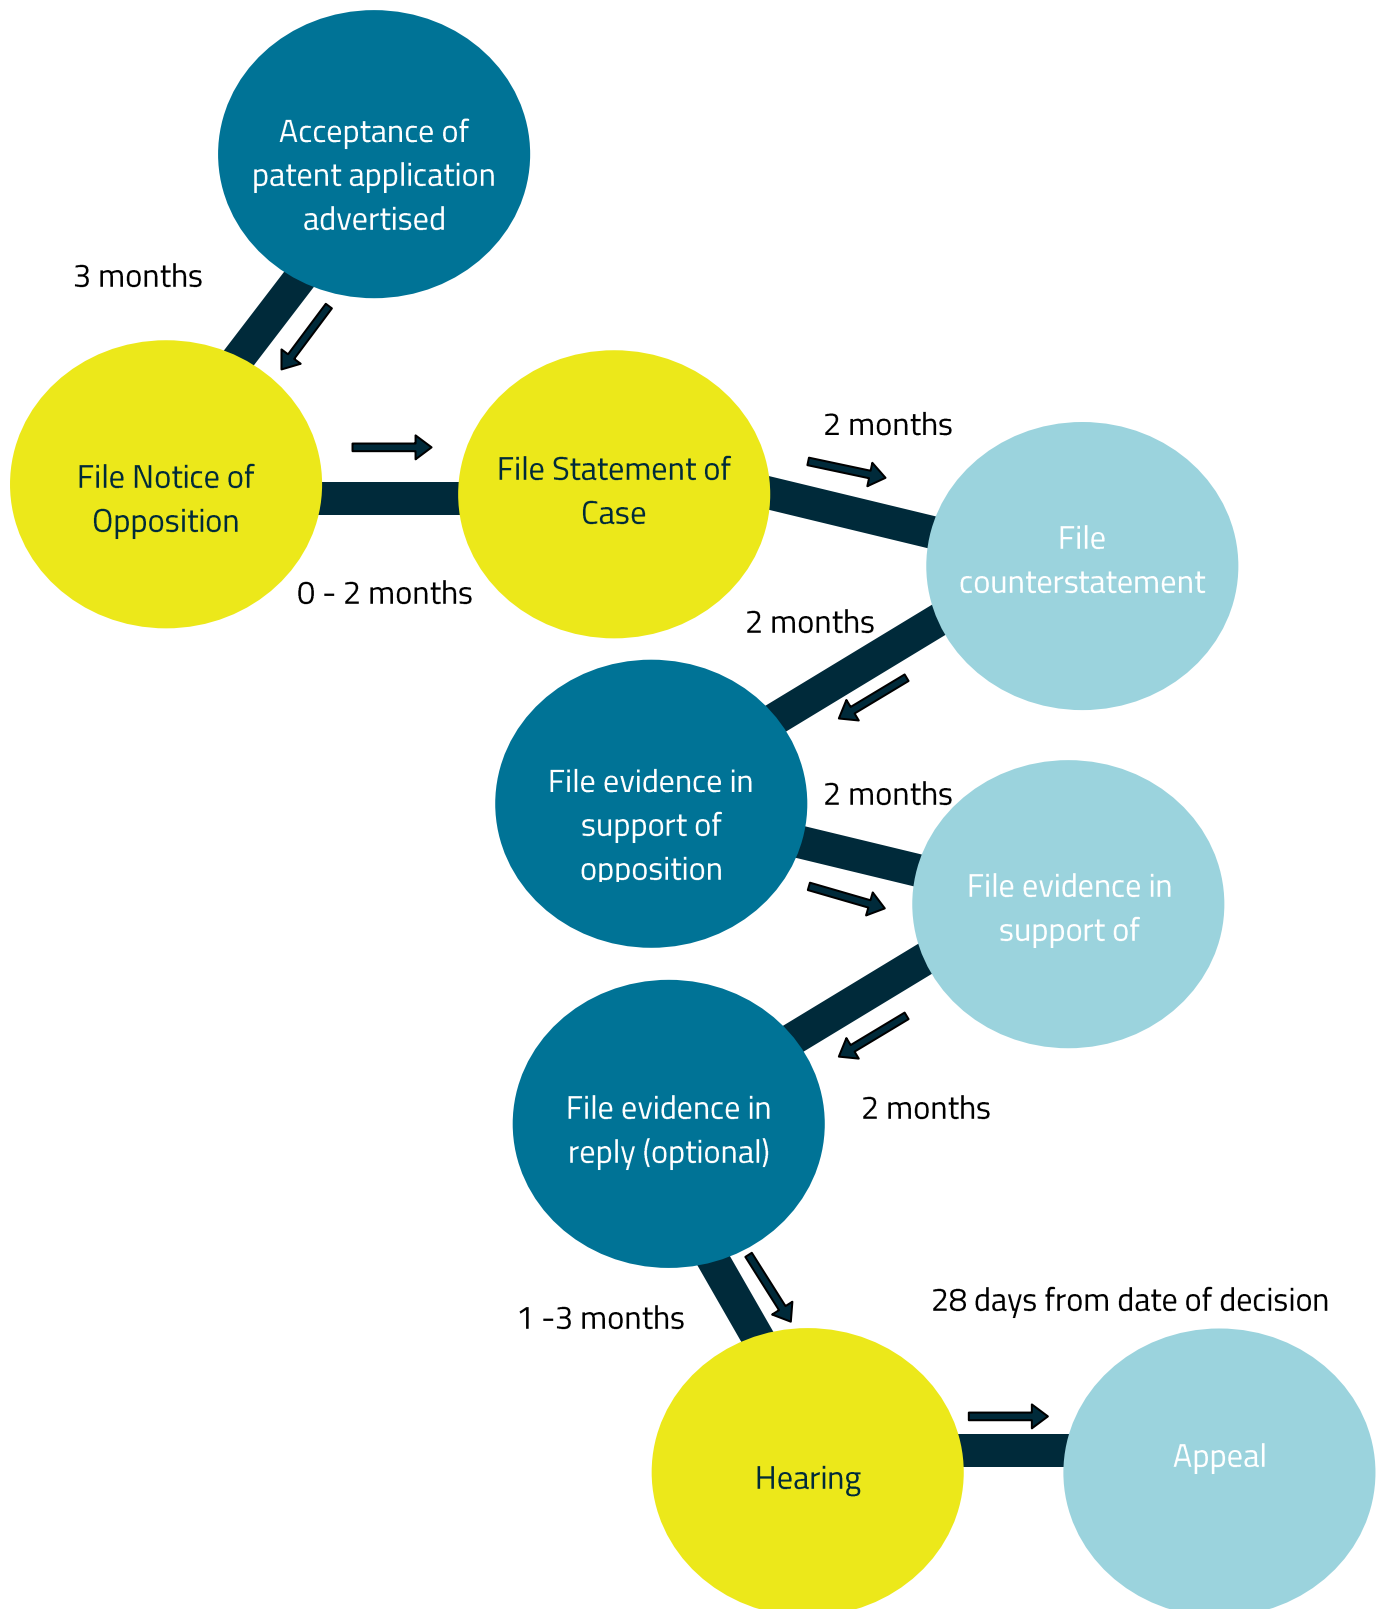 Acceptance of
patent application
advertised
3 months
File Notice of
Opposition
0 - 2 months
File Statement of
Case
2 months
File
counterstatement
2 months
File evidence in
support of
opposition
2 months
File evidence in
support of
2 months
File evidence in
reply (optional)
1 -3 months
Hearing
28 days from date of decision
Appeal